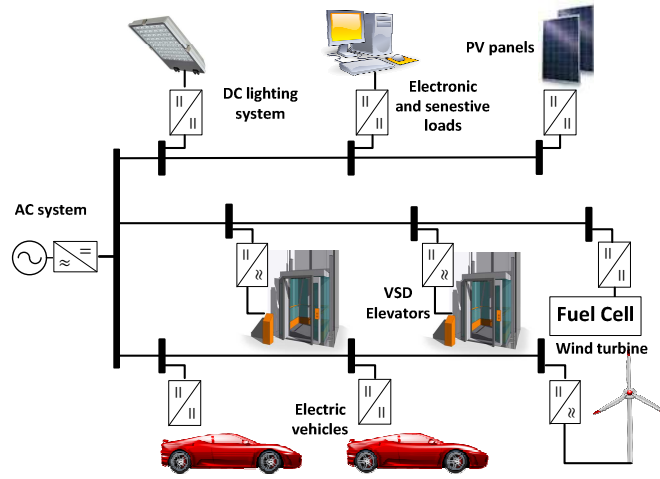 PV panels
DC lighting
system
Electronic
and senestive
loads
AC system
VSD
Elevators
Fuel Cell
Wind turbine
Electric
vehicles